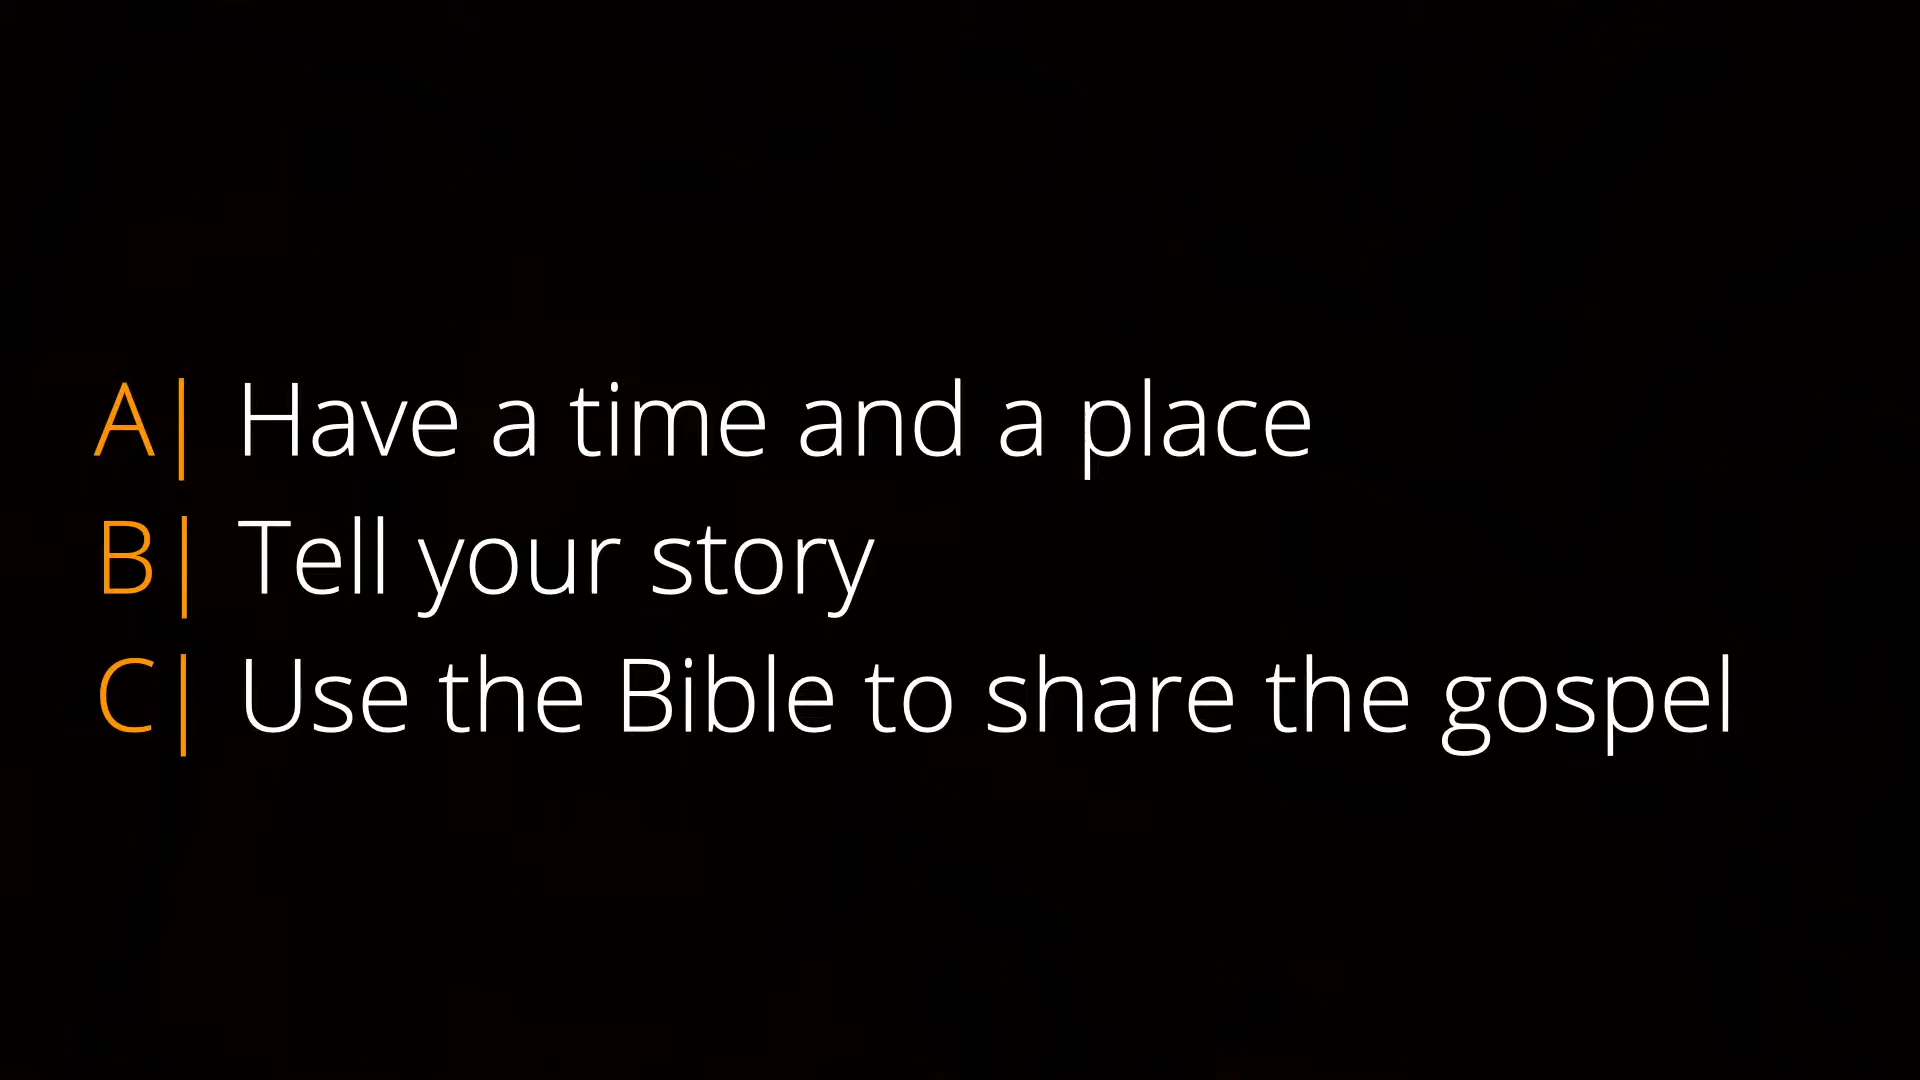 A| Have a time and a place
B| Tell your story
C| Use the Bible to share the gospel